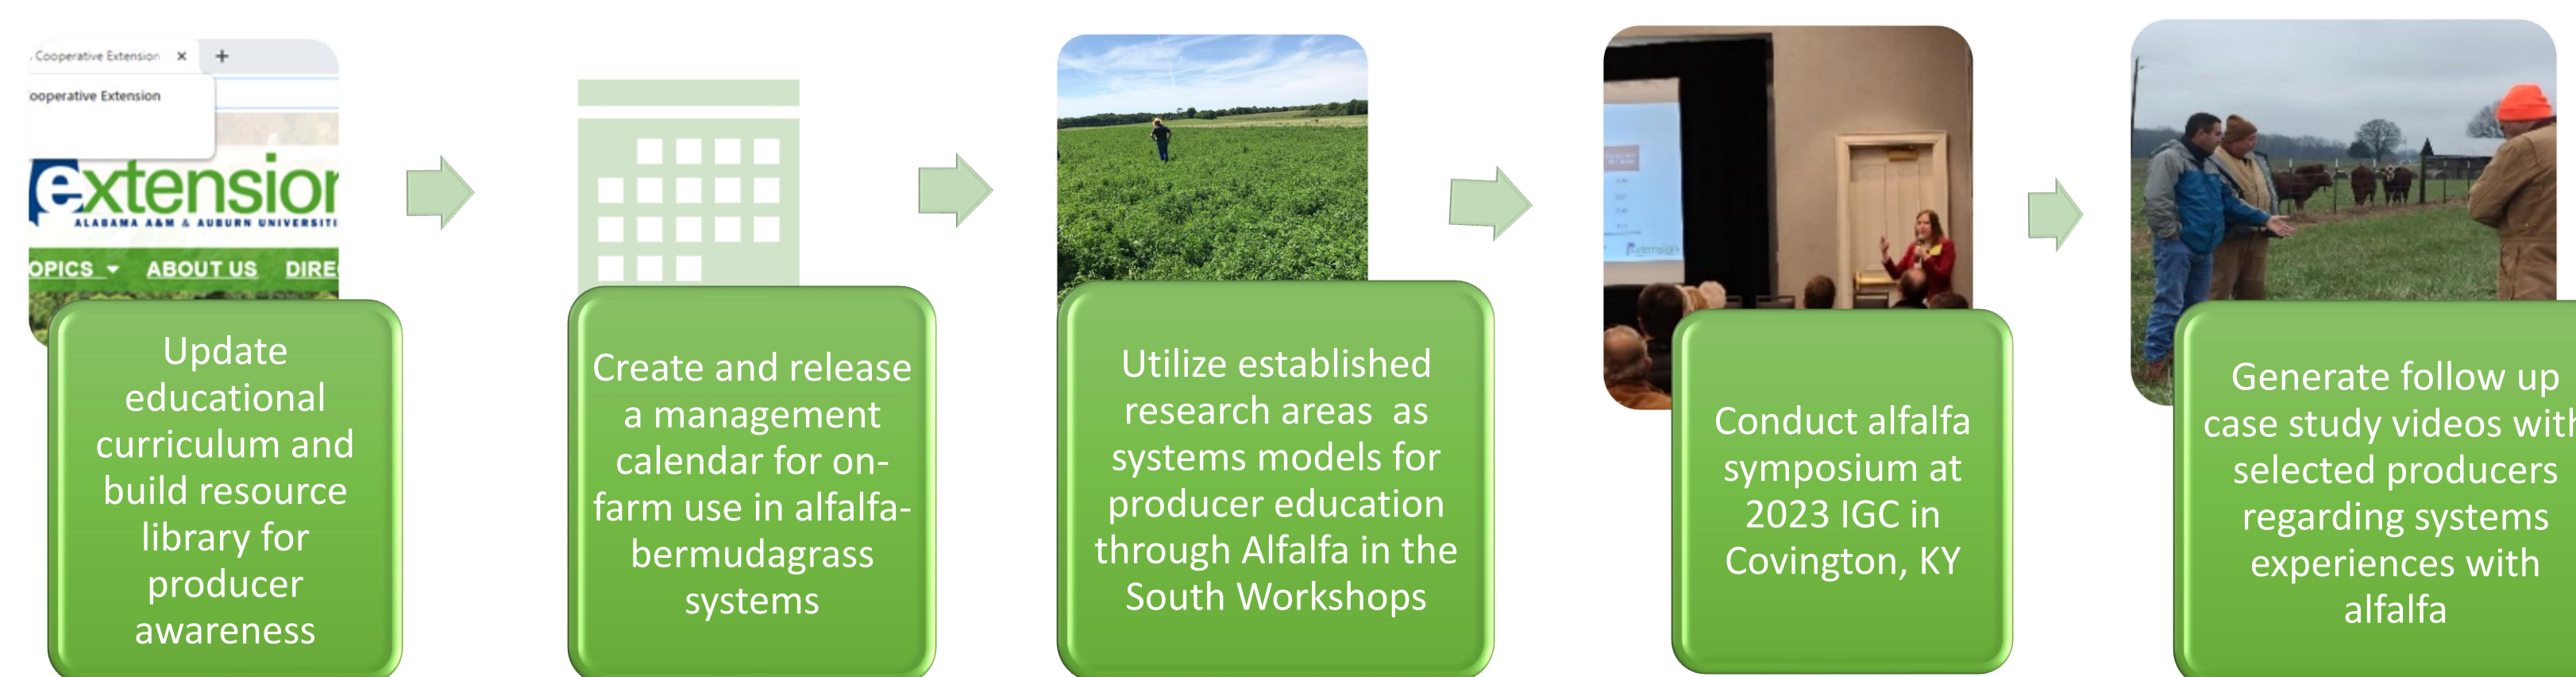 Cooperative Extension
ooperative Extension
extension
ALABAMA A&M & AUBURN UNIVERSITI
OPICS ABOUT US DIRE
Update
educational
curriculum and
build resource
library for
producer
awareness
Create and release
a management
calendar for on-
farm use in alfalfa-
bermudagrass
systems
Utilize established
research areas as
systems models for
producer education
through Alfalfa in the
South Workshops
extension
Conduct alfalfa
symposium at
2023 IGC in
Covington, KY
Generate follow up
case study videos with
selected producers
regarding systems
experiences with
alfalfa